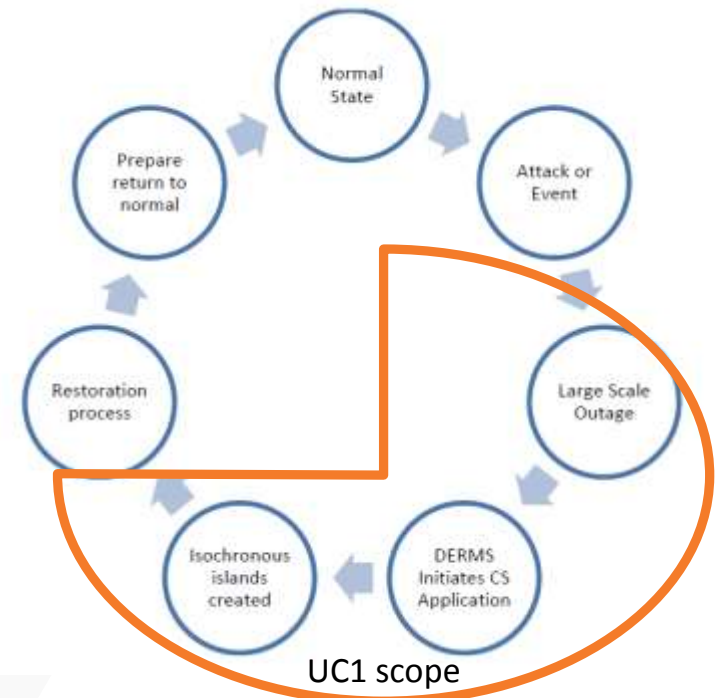 Normal
State
Attack or
Event
Large Scale
Outage
DERMS
Initiates CS
Application
Isochronous
islands
created
Restoration
process
Prepare
return to
normal
UC1 scope